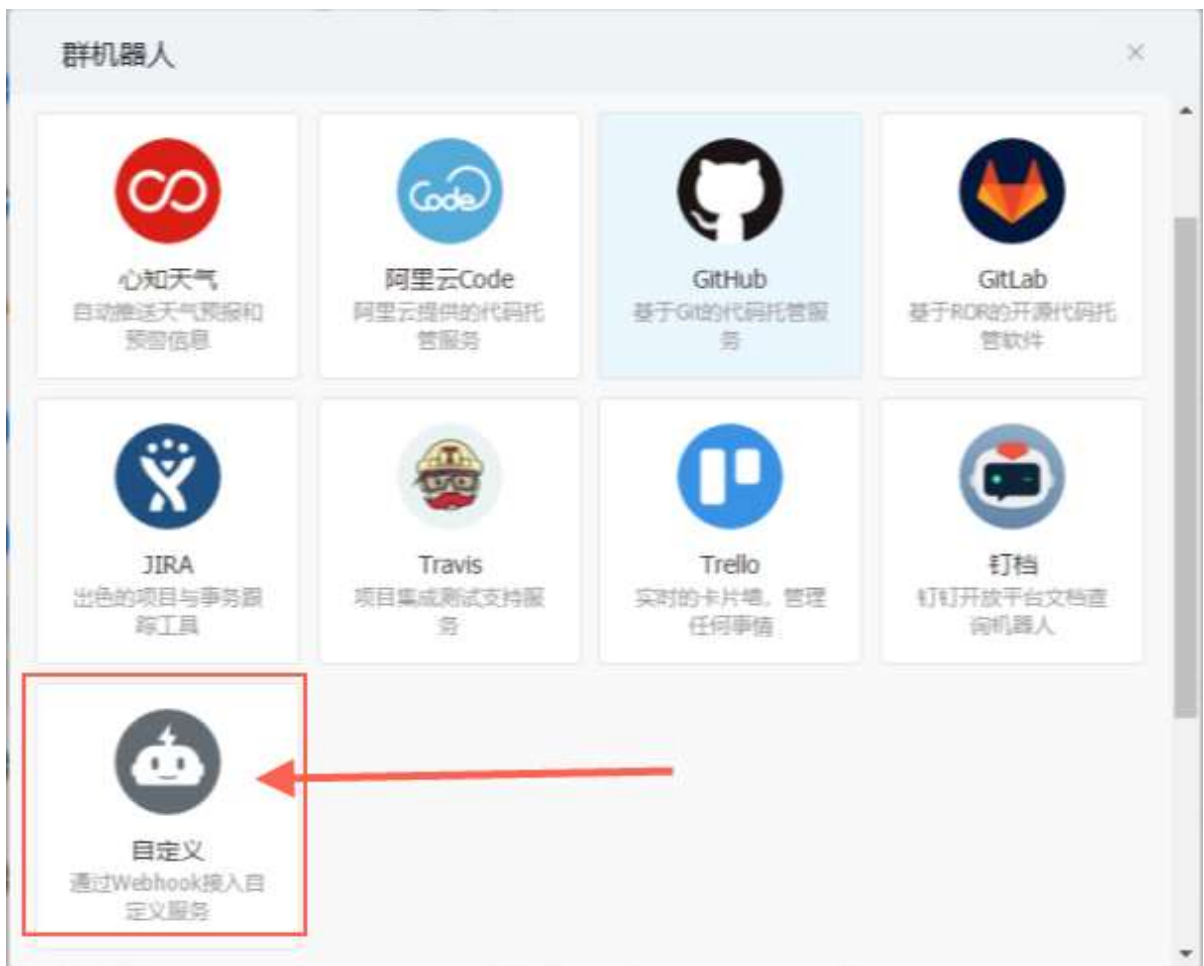 群机器人
心知天气
自动推送天气预报和
预警信息
阿里云Code
阿里云提供的代码托
管服务
GitHub
基于Git的代码托管服
务
GitLab
基于ROR的开源代码托
管软件
JIRA
出色的项目与事务跟
踪工具
Travis
项目集成测试支持服
务
Trello
实时的卡片墙，管理
任何事情
钉档
钉钉开放平台文档查
询机器人
自定义
通过Webhook接入自
定义服务